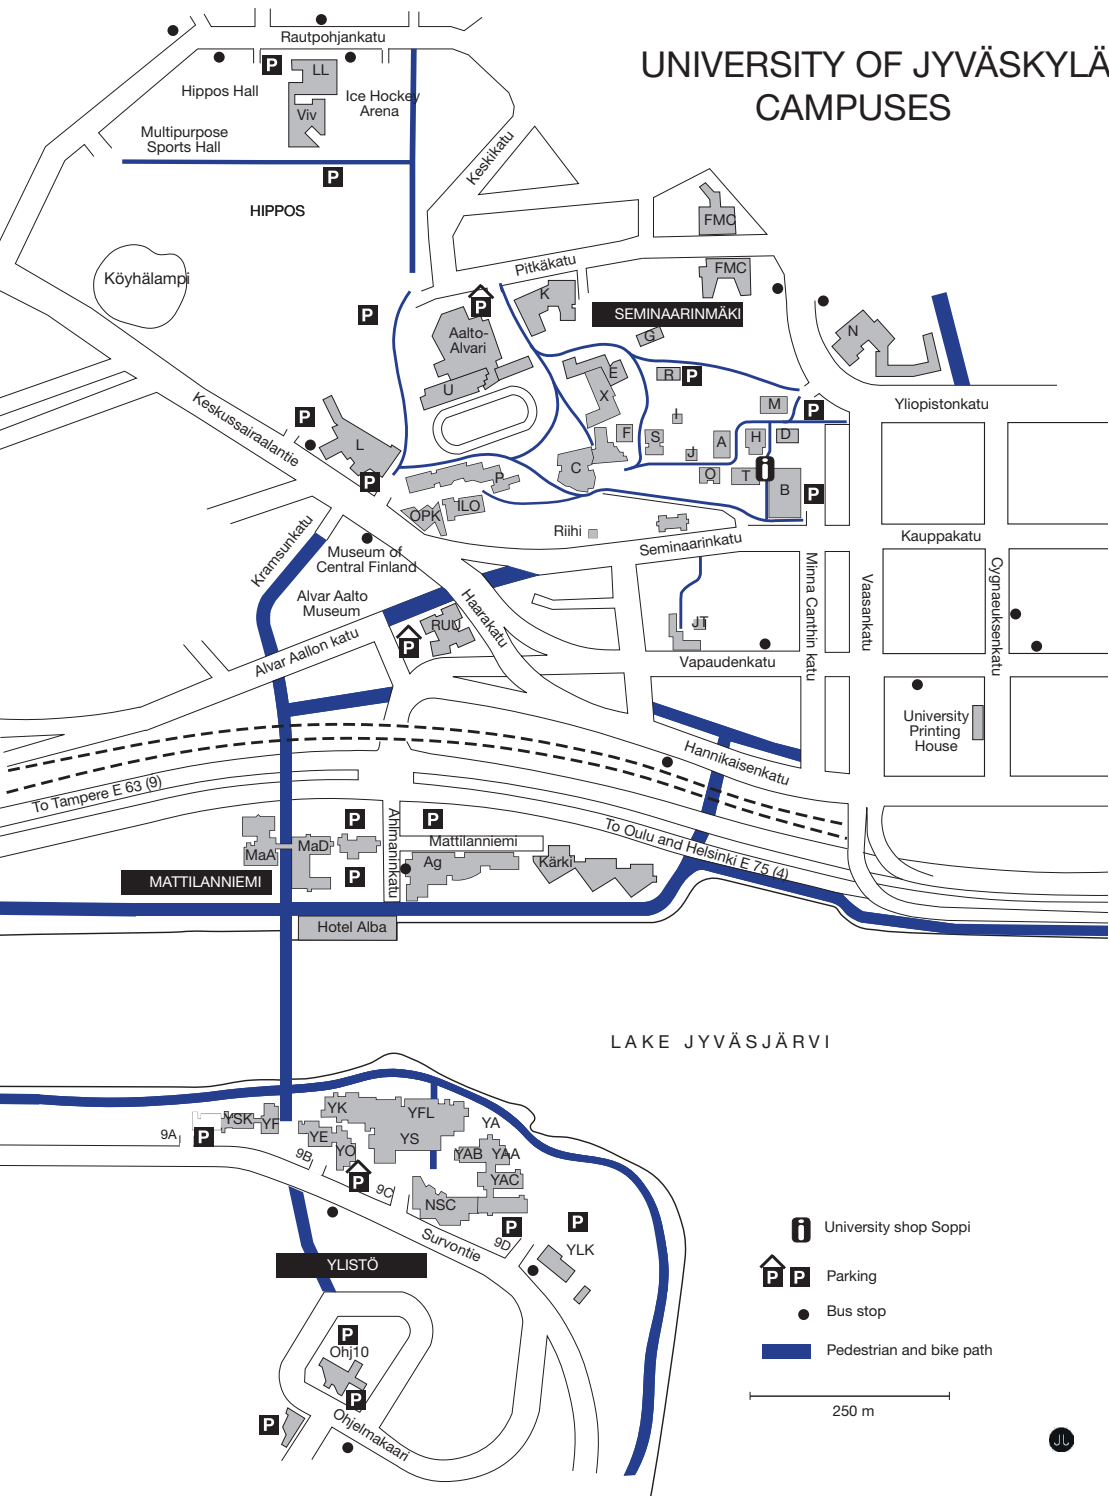 UNIVERSITY OF JYVÄSKYLÄ
CAMPUSES
Rautpohjankatu
P
LL
Hippos Hall
Ice Hockey
Arena
Viv
Multipurpose
Sports Hall
P
HIPPOS
Keskikatu
FMC
Pitkäkatu
FMC
Köyhälampi
K
P
P
SEMINAARINMÄKI
Aalto-
Alvari
G
N
E
R
P
U
X
M
P
Yliopistonkatu
Keskussairaalantie
P
I
L
F
S
A
H
D
J
C
O
T
B
P
P
P
ILO
OPK
Riihi
Seminaarinkatu
Kauppakatu
Kramsunkatu
Museum of
Central Finland
Alvar Aalto
Museum
Haarakatu
Minna Canthin katu
Vaasankatu
Cygnaeuksenkatu
RUU
P
JT
Alvar Aallon katu
Vapaudenkatu
University
Printing
House
Hannikaisenkatu
To Tampere E 63 (9)
To Oulu and Helsinki E 75 (4)
P
Ahlmaninkatu
P
Mattilanniemi
MaA
MaD
Ag
Kärki
P
MATTILANNIEMI
Hotel Alba
LAKE JYVÄSJÄRVI
YK
YFL
YSK
YF
YA
9A
P
YE
YS
YO
YAB
YAA
9B
P
9C
YAC
NSC
P
P
Survontie
9D
YLK
YLISTÖ
P
Ohj10
P
P
Ohjelmakaari
University shop Soppi
P
P
Parking
Bus stop
Pedestrian and bike path
250 m